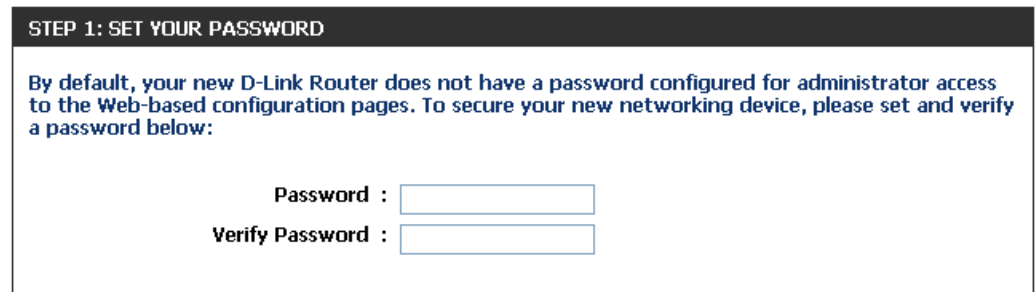 STEP 1: SET YOUR PASSWORD
By default, your new D-Link Router does not have a password configured for administrator access
to the Web-based configuration pages. To secure your new networking device, please set and verify
a password below:
Password :
Verify Password :